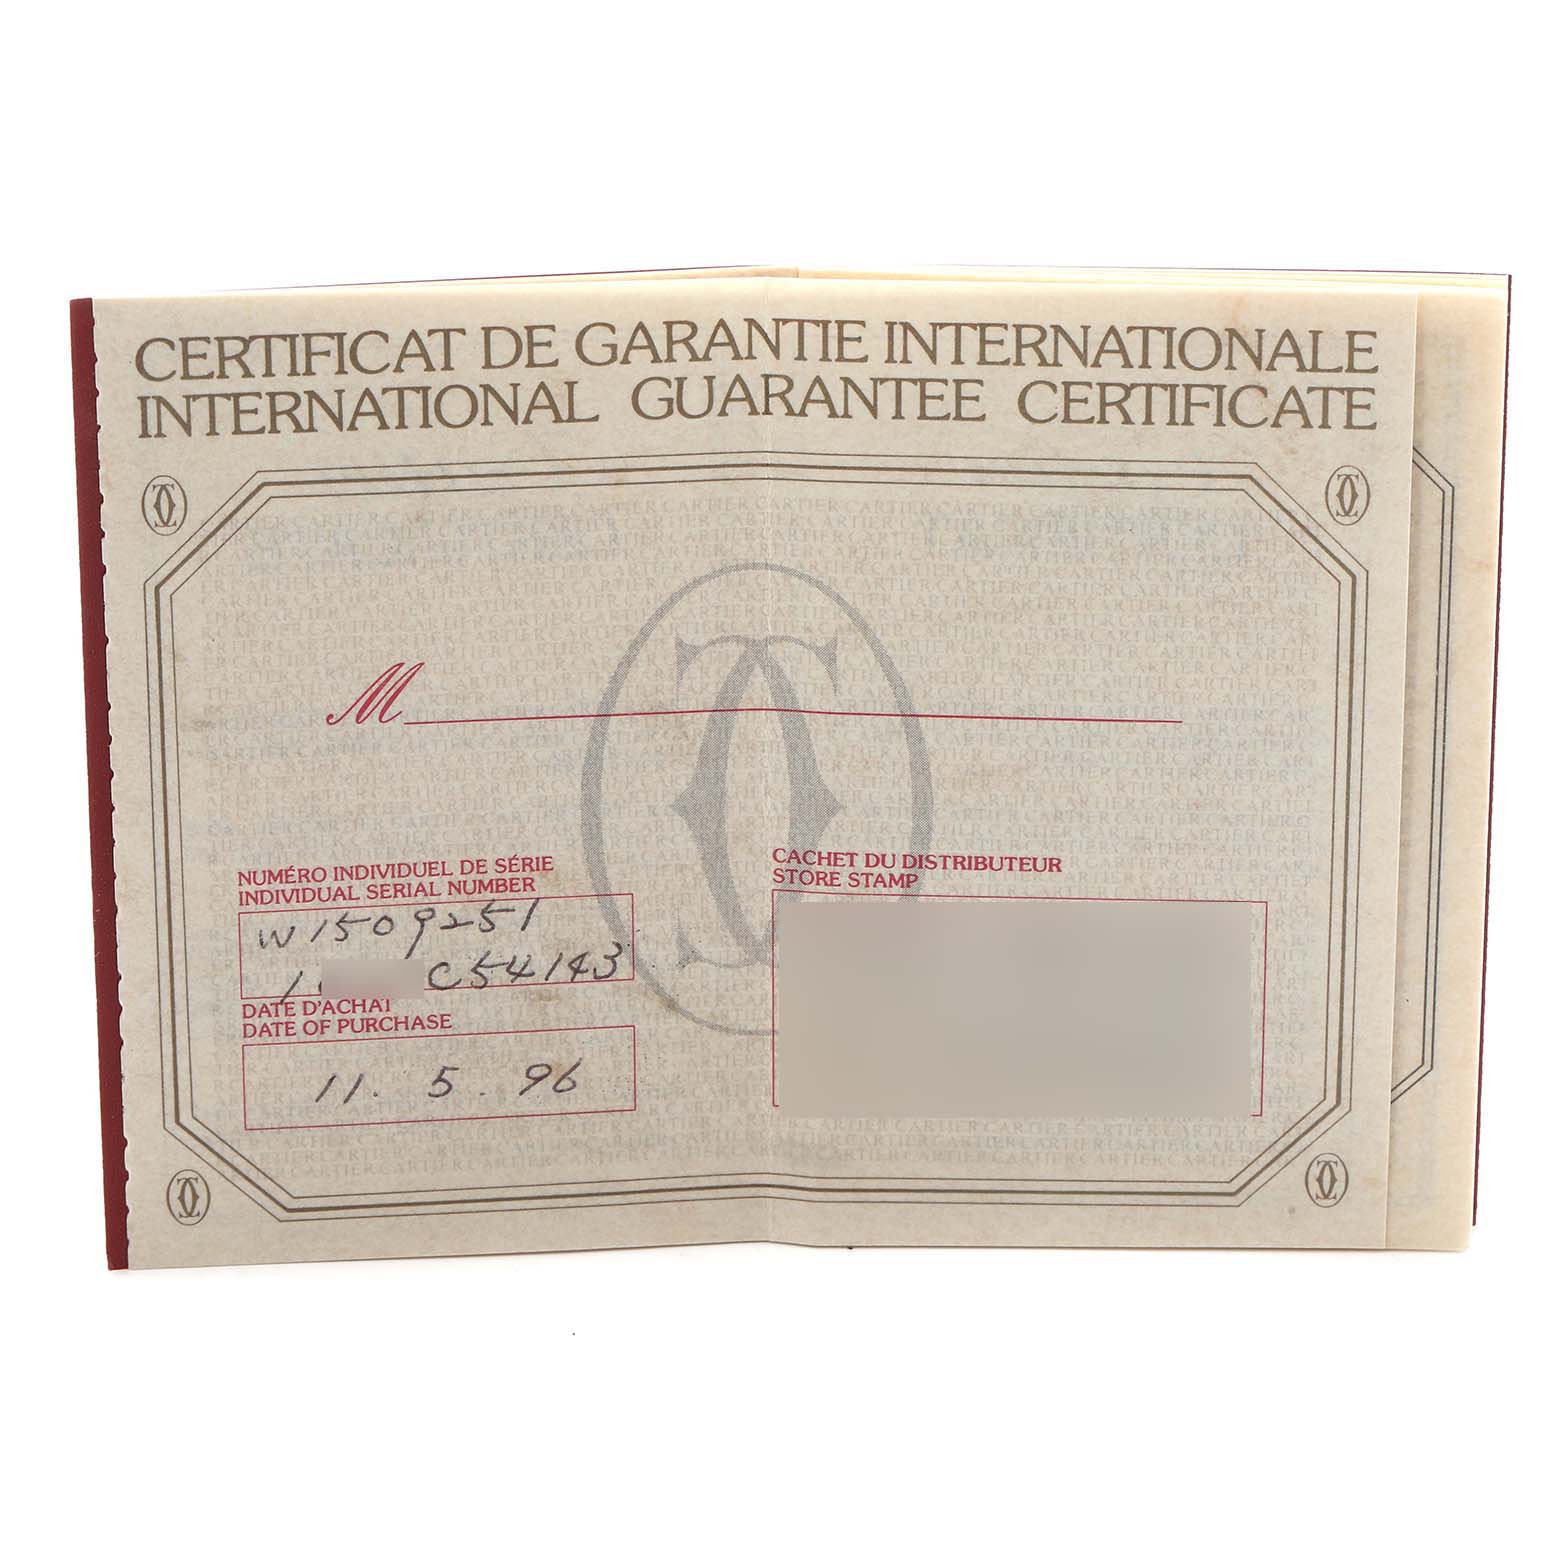 CERTIFICAT DE GARANTIE INTERNATIONALE
INTERNATIONAL GUARANTEE CERTIFICATE
M
NUMÉRO INDIVIDUEL DE SÉRIE
INDIVIDUAL SERIAL NUMBER
W1509251
1 C54143
DATE D'ACHAT
DATE OF PURCHASE
11. 5. 96
CACHET DU DISTRIBUTEUR
STORE STAMP